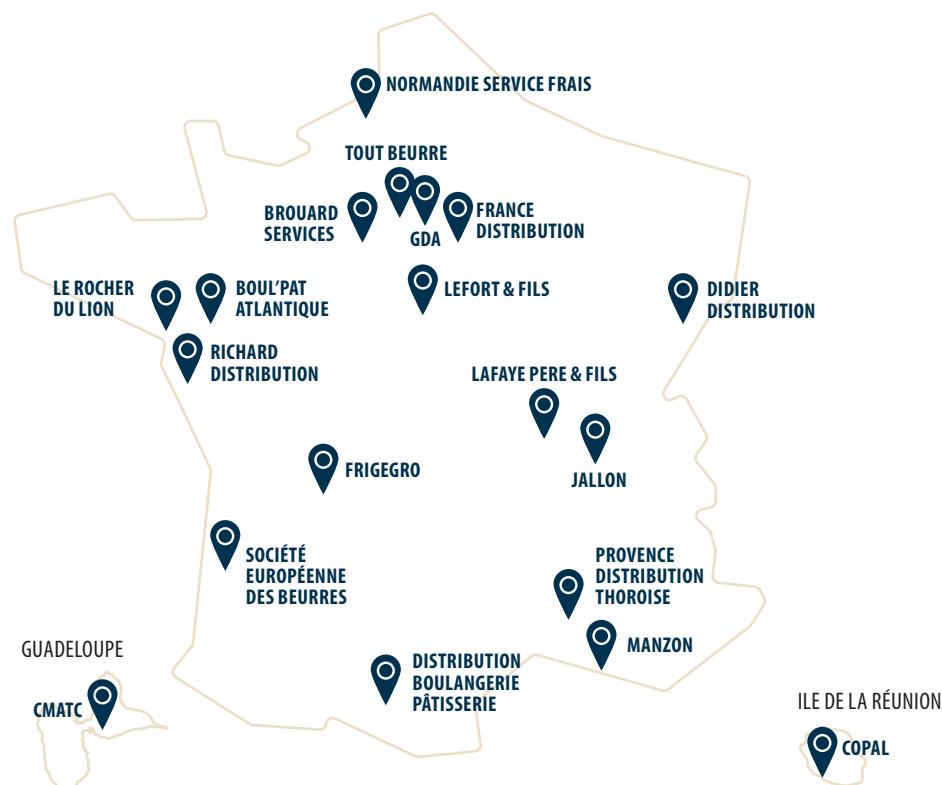 NORMANDIE SERVICE FRAIS
TOUT BEURRE
BROUARD
SERVICES
GDA
FRANCE
DISTRIBUTION
LE ROCHER
DU LION
BOUL'PAT
ATLANTIQUE
LEFORT & FILS
DIDIER
DISTRIBUTION
RICHARD
DISTRIBUTION
LAFAYE PERE & FILS
JALLON
FRIGEGRO
SOCIÉTÉ
EUROPÉENNE
DES BEURRES
PROVENCE
DISTRIBUTION
THOROISE
MANZON
DISTRIBUTION
BOULANGERIE
PÂTISSERIE
GUADELOUPE
CMATC
ILE DE LA RÉUNION
COPAL